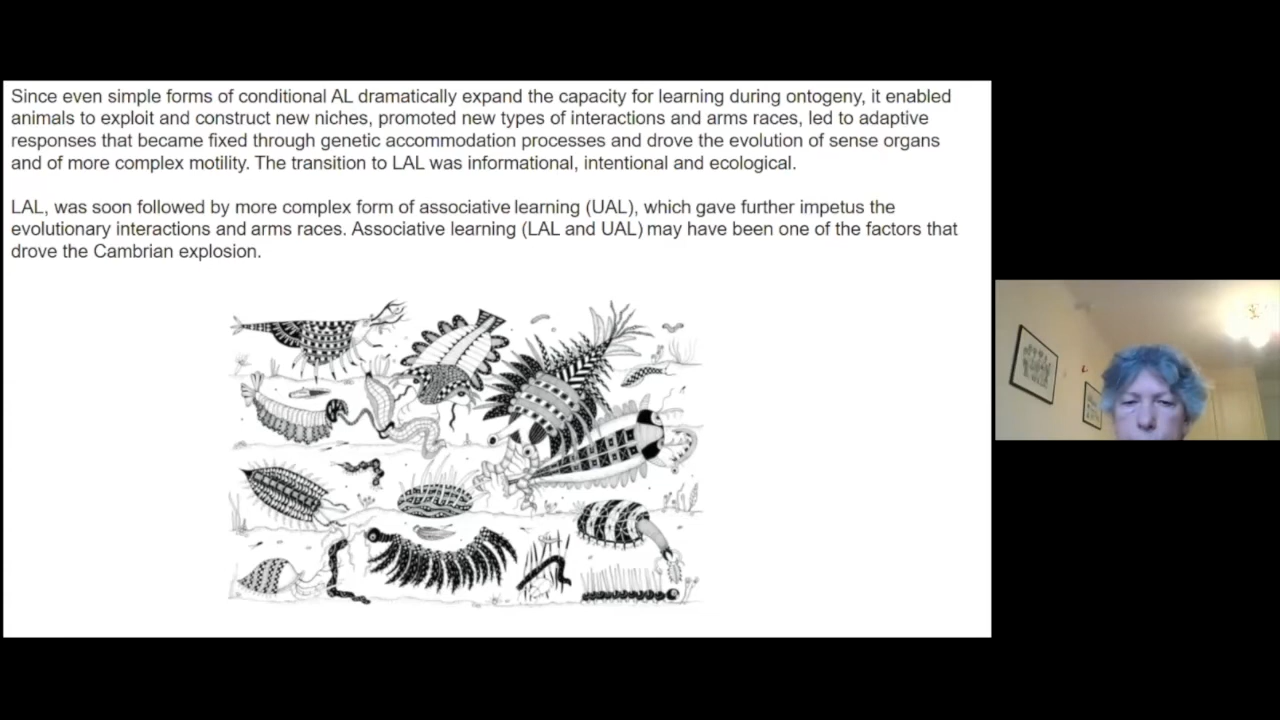 Since even simple forms of conditional AL dramatically expand the capacity for learning during ontogeny, it enabled
animals to exploit and construct new niches, promoted new types of interactions and arms races, led to adaptive
responses that became fixed through genetic accommodation processes and drove the evolution of sense organs
and of more complex motility. The transition to LAL was informational, intentional and ecological.
LAL, was soon followed by more complex form of associative learning (UAL), which gave further impetus the
evolutionary interactions and arms races. Associative learning (LAL and UAL) may have been one of the factors that
drove the Cambrian explosion.